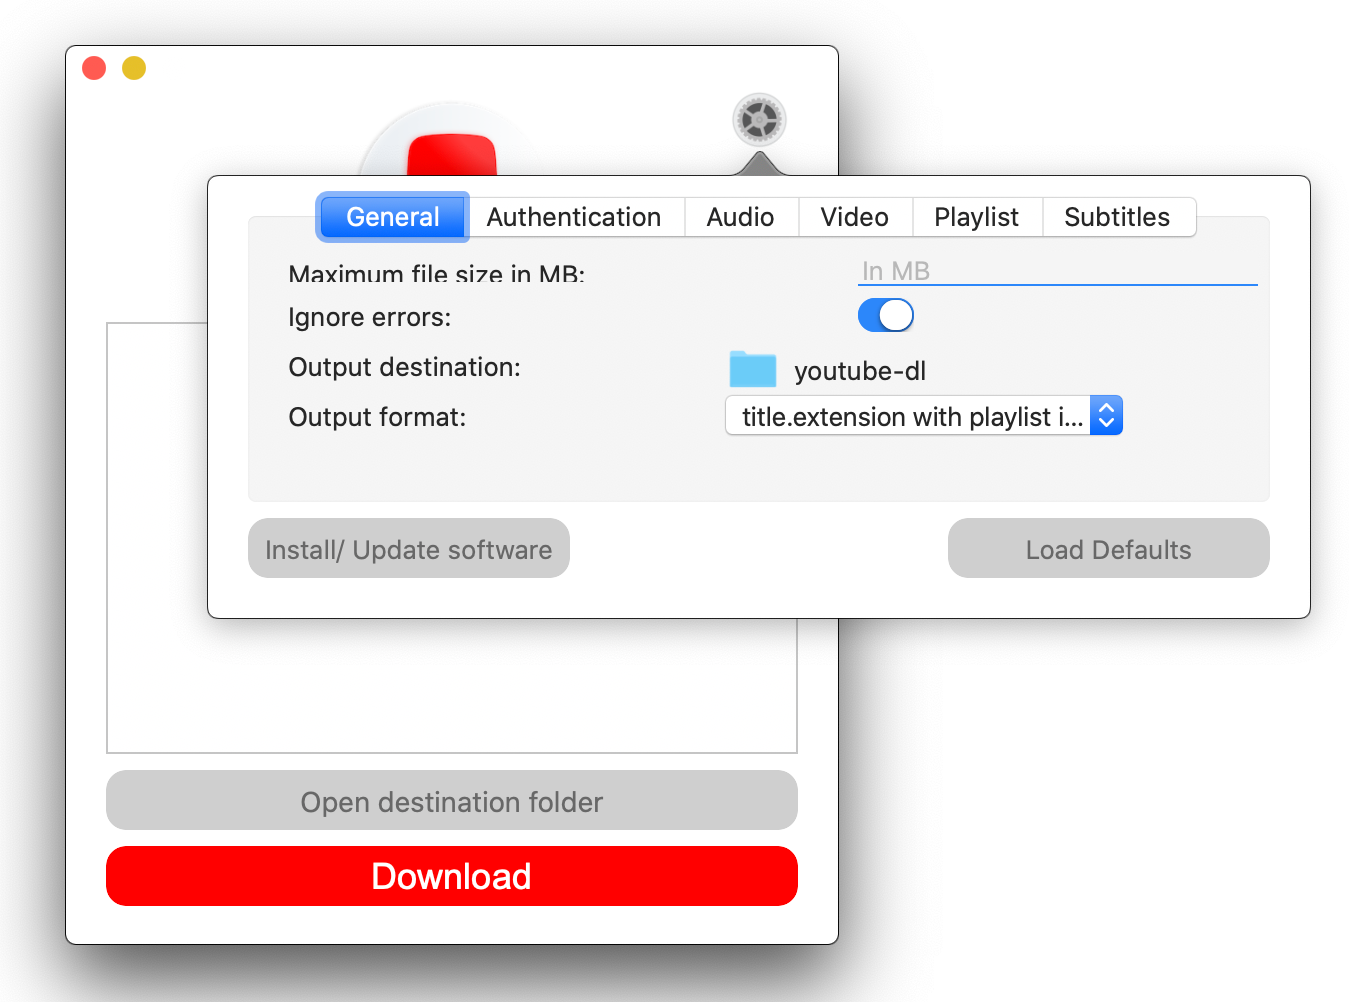 General Authentication Audio Video Playlist Subtitles
Maximum file size in MB: In MB
Ignore errors:
Output destination: youtube-dl
Output format: title.extension with playlist i...
Install/ Update software Load Defaults
Open destination folder
Download